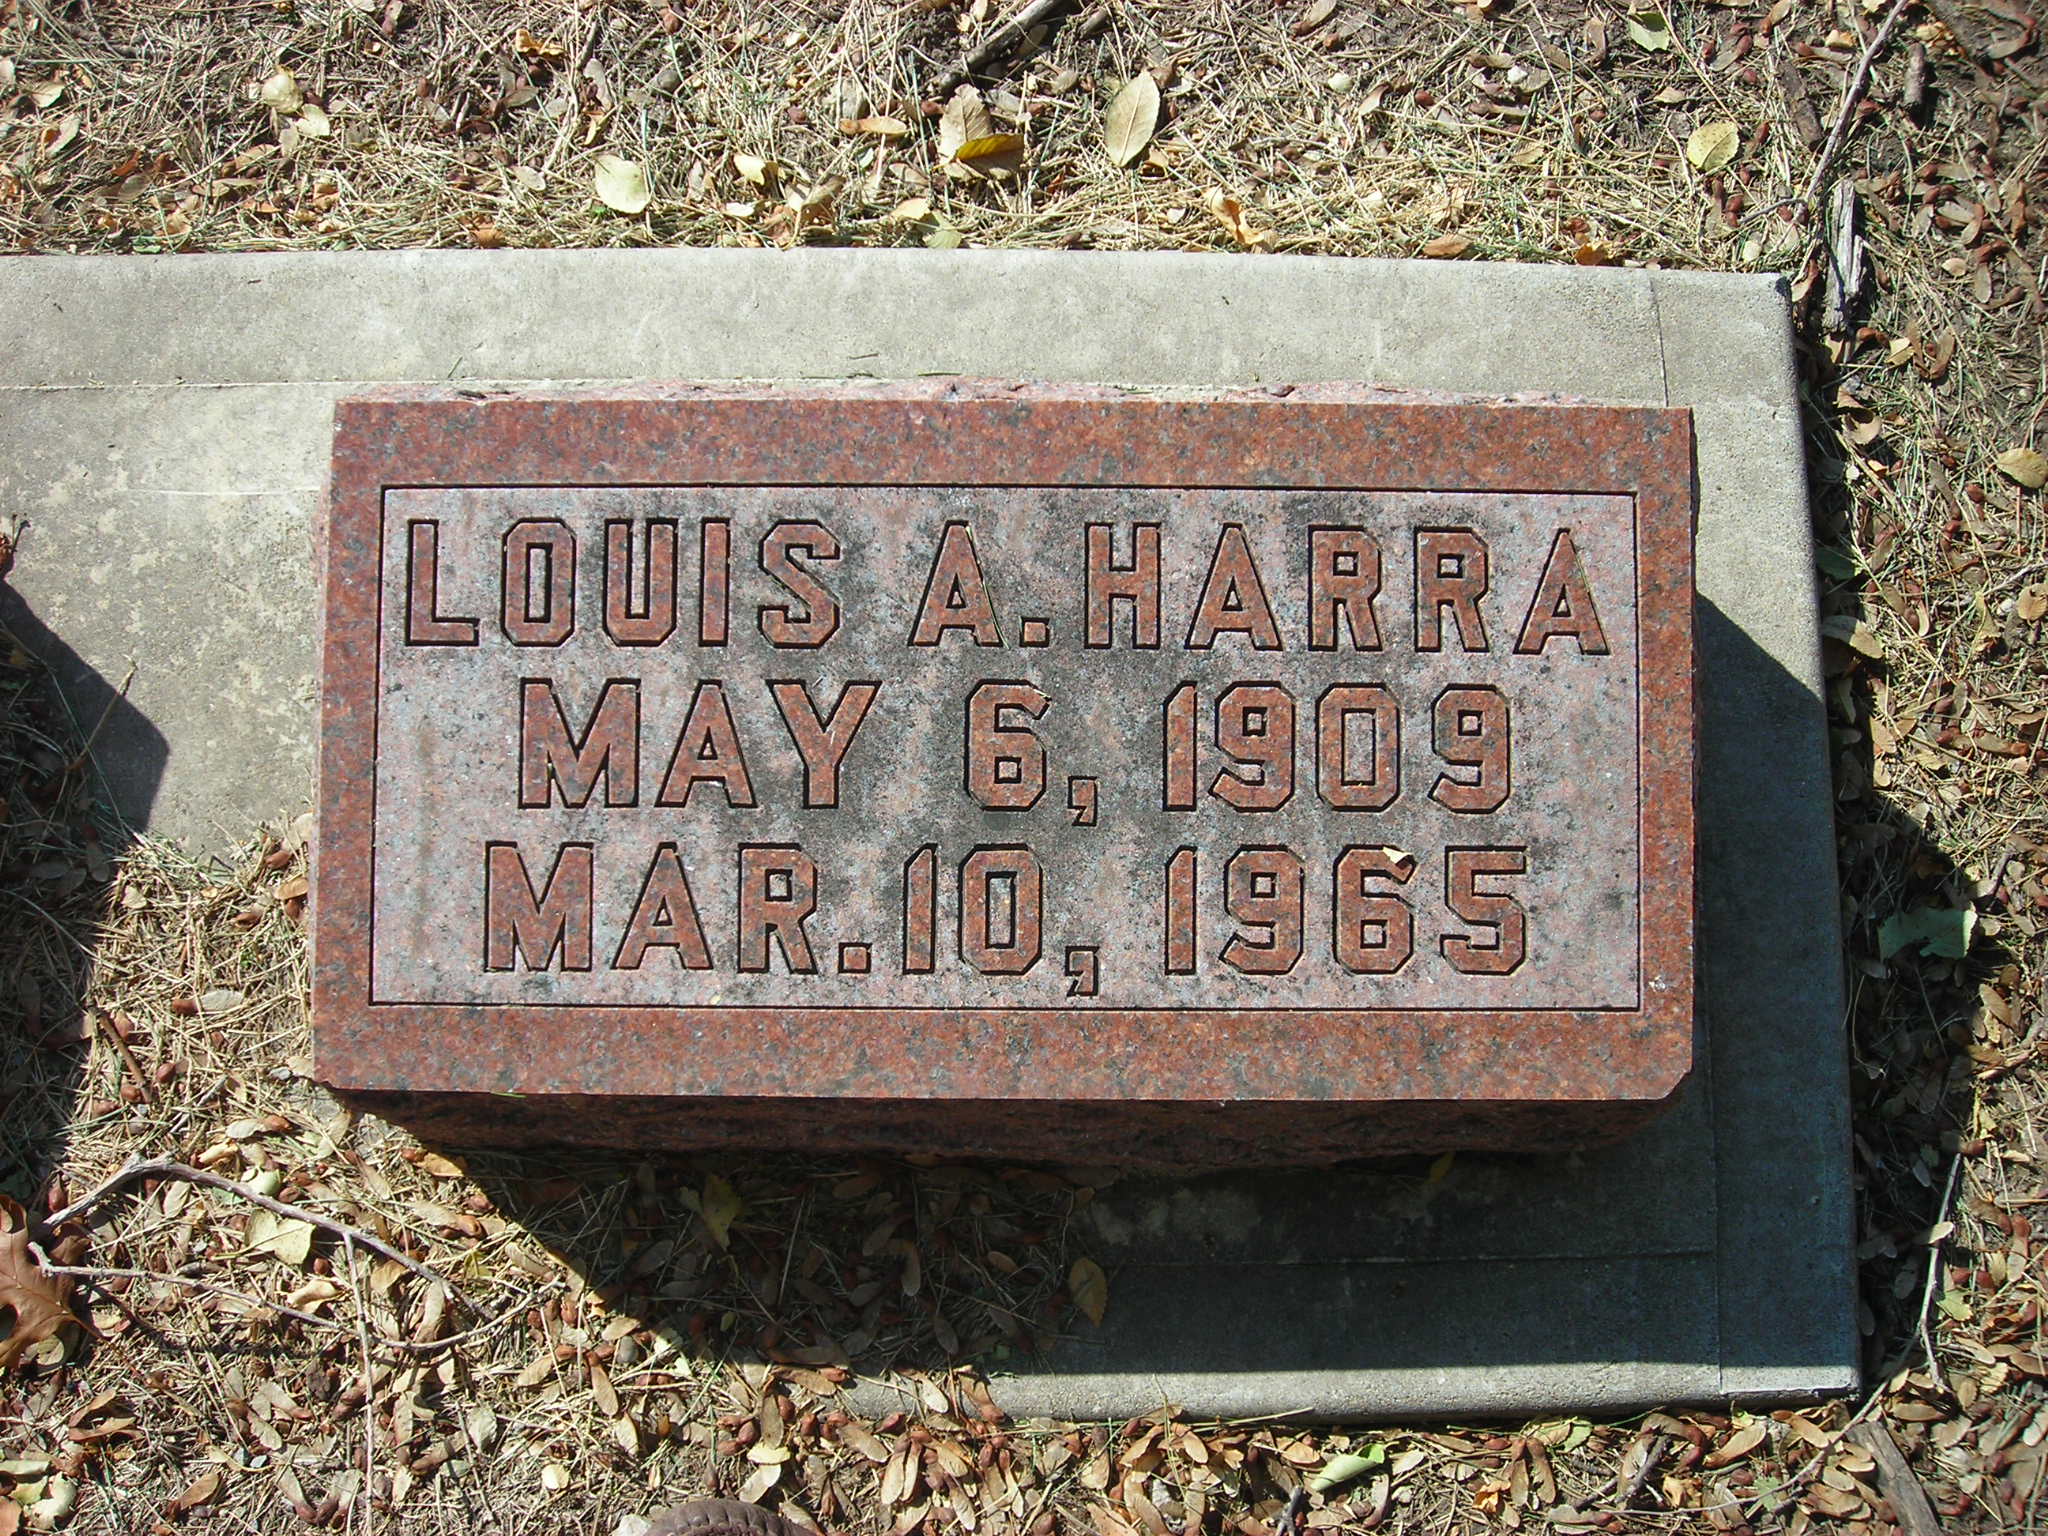 LOUIS A. HARRA
MAY 6, 1909
MAR. 10, 1965